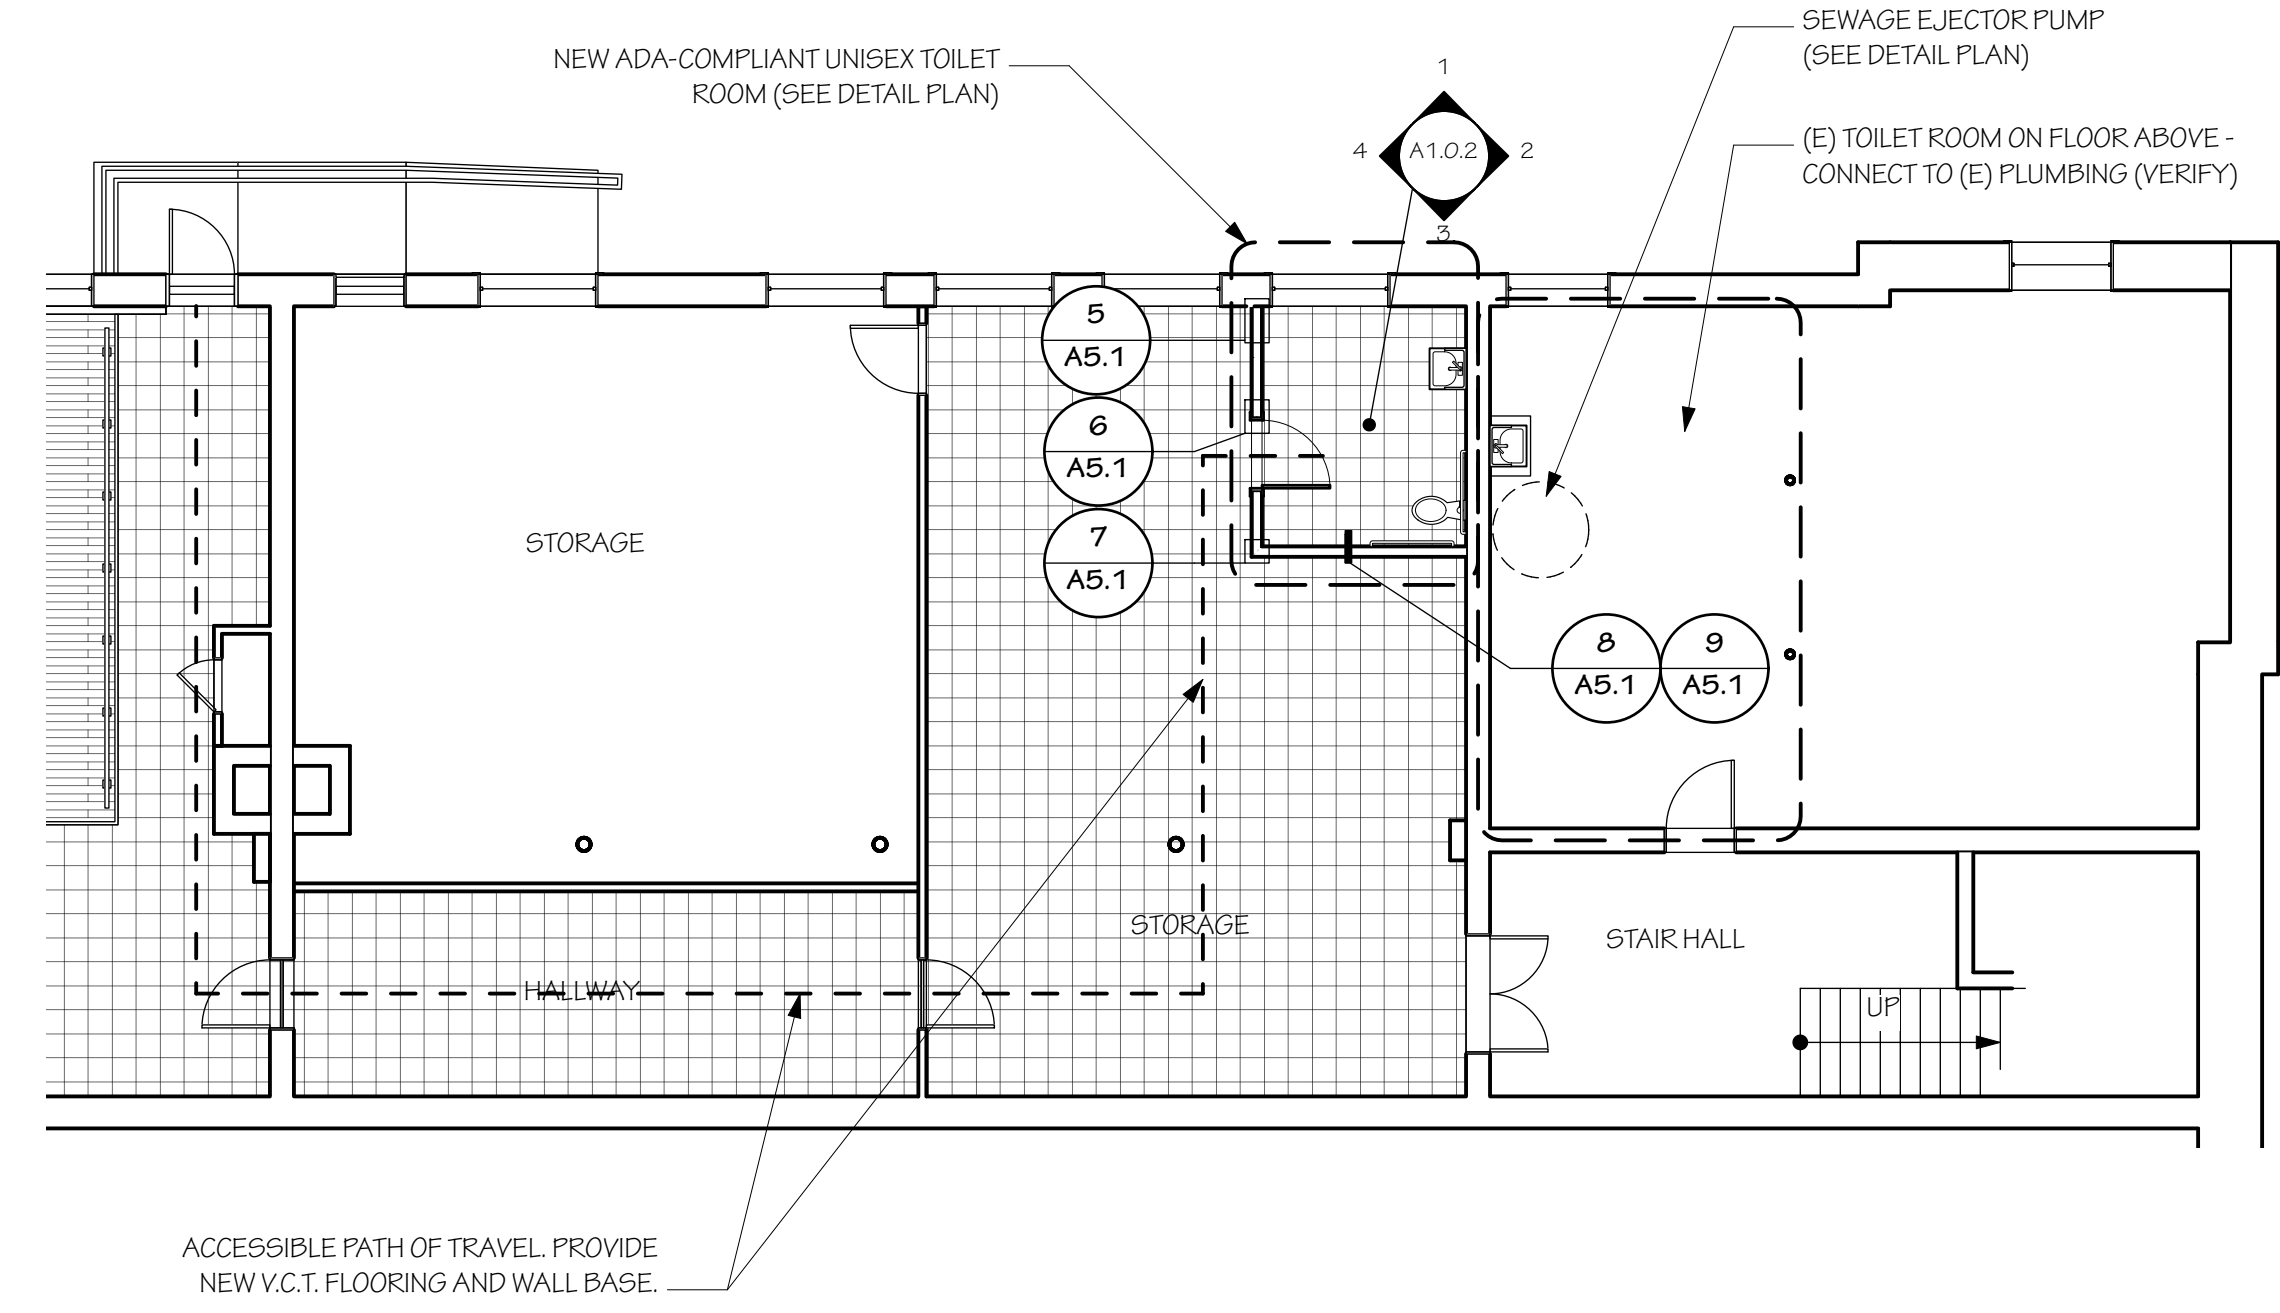 SEWAGE EJECTOR PUMP
(SEE DETAIL PLAN)
NEW ADA-COMPLIANT UNISEX TOILET
ROOM (SEE DETAIL PLAN)
1
4
A1.0.2
2
3
(E) TOILET ROOM ON FLOOR ABOVE -
CONNECT TO (E) PLUMBING (VERIFY)
5
A5.1
6
A5.1
7
A5.1
STORAGE
8
A5.1
9
A5.1
STORAGE
STAIR HALL
HALLWAY
UP
ACCESSIBLE PATH OF TRAVEL. PROVIDE
NEW V.C.T. FLOORING AND WALL BASE.